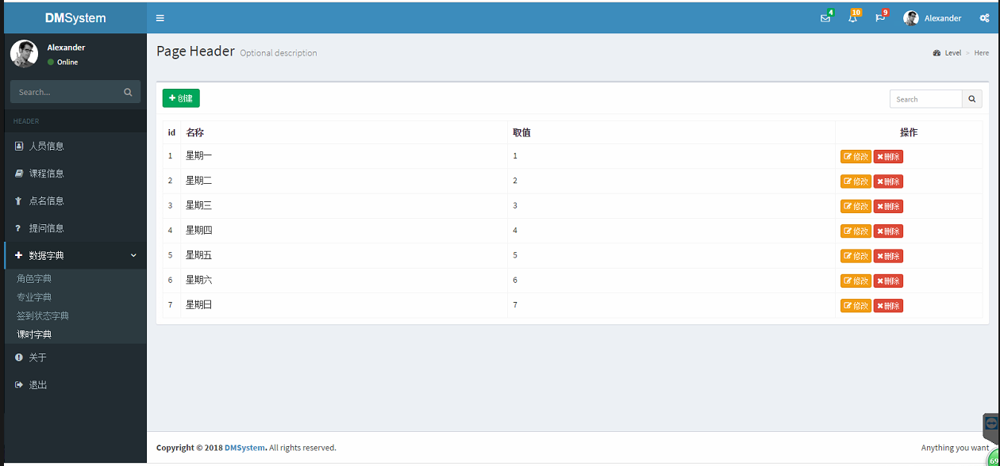 DMSystem
4
10
9
Alexander
Alexander
Online
Search...
HEADER
人员信息
课程信息
点名信息
提问信息
数据字典
角色字典
专业字典
签到状态字典
课时字典
关于
退出
Page Header Optional description
Level > Here
创建
Search
id 名称 取值 操作
1 星期一 1 修改 删除
2 星期二 2 修改 删除
3 星期三 3 修改 删除
4 星期四 4 修改 删除
5 星期五 5 修改 删除
6 星期六 6 修改 删除
7 星期日 7 修改 删除
Copyright © 2018 DMSystem. All rights reserved.
Anything you want